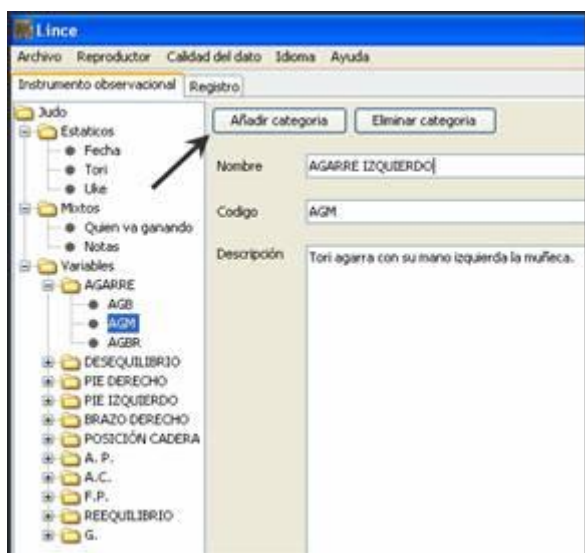 Lince
Archivo Reproductor Calidad del dato Idioma Ayuda
Instrumento observacional Registro
Judo
Estaticos
Fecha
Tori
Uke
Mixtos
Quien va ganando
Notas
Variables
AGARRE
AGB
AGM
AGBR
DESEQUILIBRIO
PIE DERECHO
PIE IZQUIERDO
BRAZO DERECHO
POSICIÓN CADERA
A. P.
A.C.
F.P.
REEQUILIBRIO
G.
Añadir categoria Eliminar categoria
Nombre AGARRE IZQUIERDO
Codigo AGM
Descripción Tori agarra con su mano izquierda la muñeca.